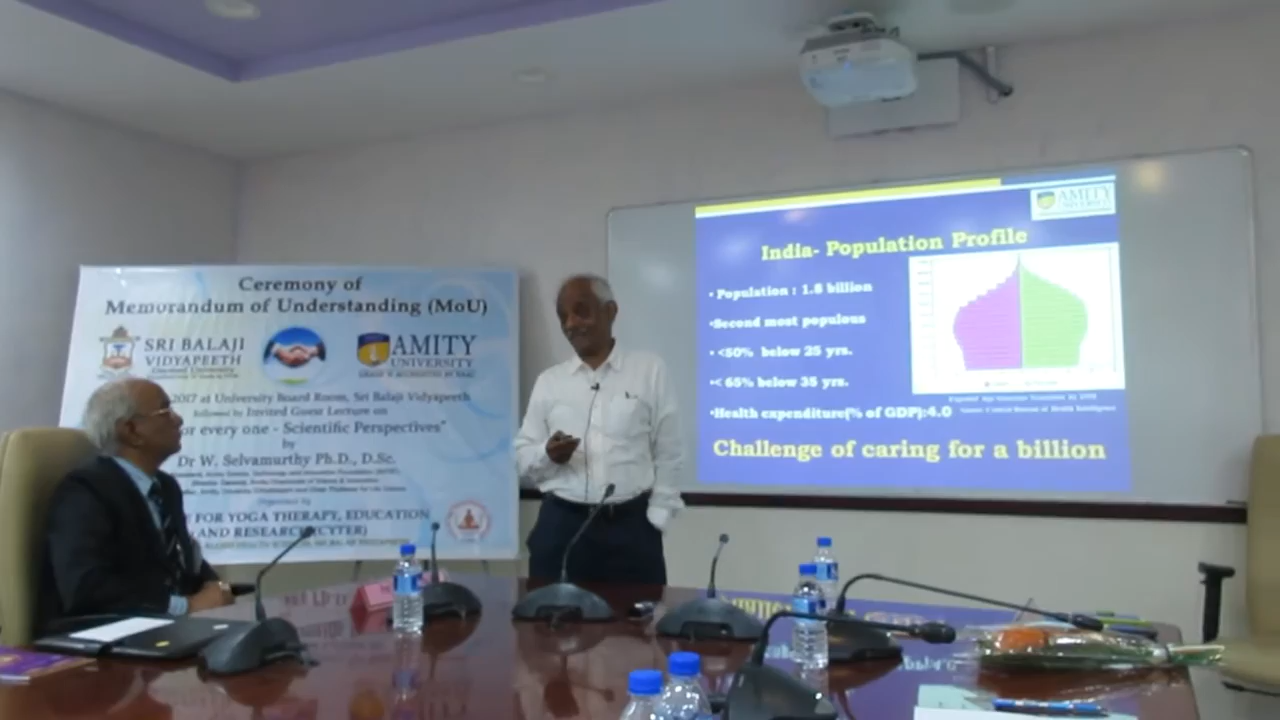 Ceremony of
Memorandum of Understanding (MoU)
SRI BALAJI
VIDYAPEETH
AMITY
UNIVERSITY
2017 at University Board Room, Sri Balaji Vidyapeeth
followed by Invited Guest Lecture on
or every one - Scientific Perspectives"
by
Dr W. Selvamurthy Ph.D., D.Sc.
Organised by
FOR YOGA THERAPY, EDUCATION
AND RESEARCH (CYTER)
AMITY
UNIVERSITY
India- Population Profile
• Population : 1.8 billion
•Second most populous
• <50% below 25 yrs.
•< 65% below 35 yrs.
•Health expenditure(% of GDP):4.0
Challenge of caring for a billion